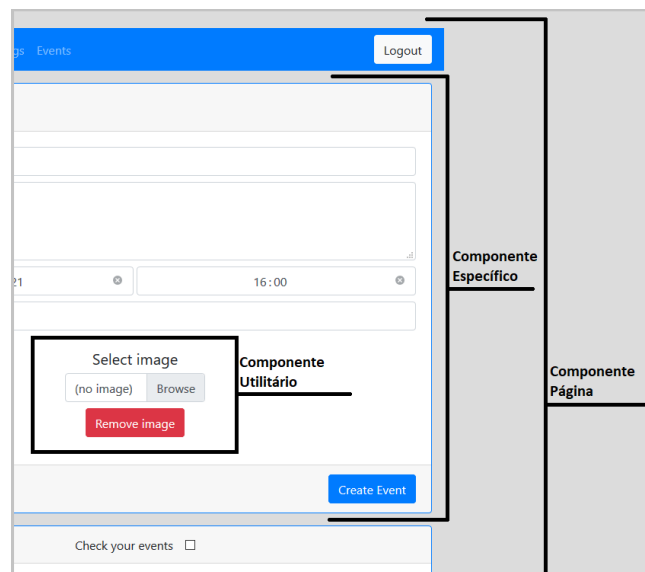 gs Events Logout
Componente
Específico
21 16:00
Select image
Componente
Utilitário
(no image) Browse
Componente
Página
Remove image
Create Event
Check your events